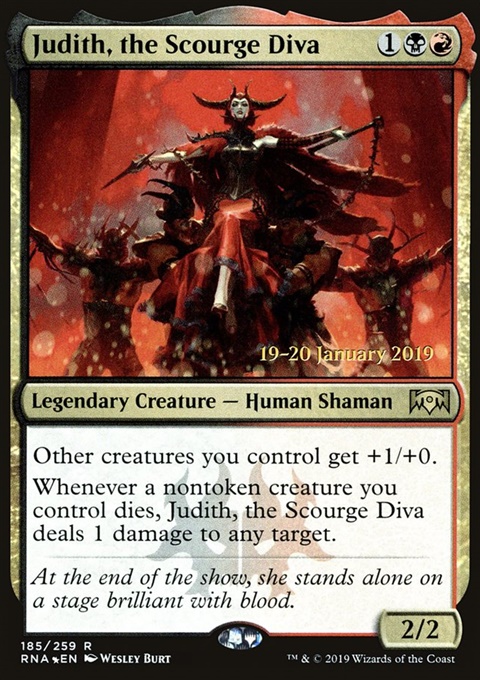 Judith, the Scourge Diva 1
19–20 January 2019
Legendary Creature — Human Shaman
Other creatures you control get +1/+0.
Whenever a nontoken creature you
control dies, Judith, the Scourge Diva
deals 1 damage to any target.
At the end of the show, she stands alone on
a stage brilliant with blood.
2/2
185/259 R
RNA★EN Wesley Burt
™ & © 2019 Wizards of the Coast